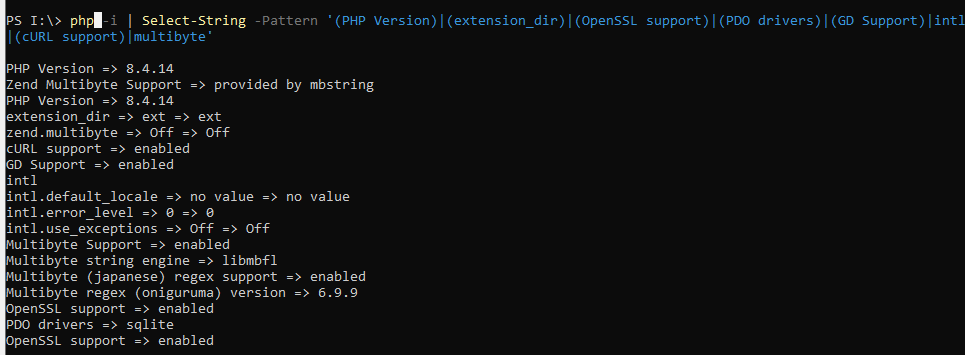 PS I:\> php -i | Select-String -Pattern '(PHP Version)|(extension_dir)|(OpenSSL support)|(PDO drivers)|(GD Support)|intl
|(cURL support)|multibyte'
PHP Version => 8.4.14
Zend Multibyte Support => provided by mbstring
PHP Version => 8.4.14
extension_dir => ext => ext
zend.multibyte => Off => Off
cURL support => enabled
GD Support => enabled
intl
intl.default_locale => no value => no value
intl.error_level => 0 => 0
intl.use_exceptions => Off => Off
Multibyte Support => enabled
Multibyte string engine => libmbfl
Multibyte (japanese) regex support => enabled
Multibyte regex (oniguruma) version => 6.9.9
OpenSSL support => enabled
PDO drivers => sqlite
OpenSSL support => enabled